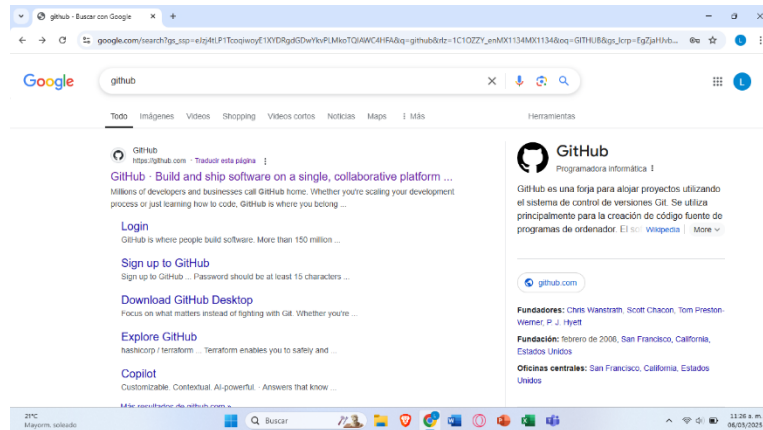 github - Buscar con Google
google.com/search?gs_ssp=
github
Google
L
Todo Imágenes Videos Shopping Videos cortos Noticias Maps Más Herramientas
GitHub
https://github.com · Traducir esta página
GitHub · Build and ship software on a single, collaborative platform ...
Millions of developers and businesses call GitHub home. Whether you're scaling your development
process or just learning how to code, GitHub is where you belong ...
Login
GitHub is where people build software. More than 150 million ...
Sign up to GitHub
Sign up to GitHub ... Password should be at least 15 characters ...
Download GitHub Desktop
Focus on what matters instead of fighting with Git. Whether you're ...
Explore GitHub
hashicorp / terraform ... Terraform enables you to safely and ...
Copilot
Customizable. Contextual. AI-powerful. · Answers that know ...
Más resultados de github.com »
GitHub
Programadora informática
GitHub es una forja para alojar proyectos utilizando
el sistema de control de versiones Git. Se utiliza
principalmente para la creación de código fuente de
programas de ordenador. El Wikipedia More
github.com
Fundadores: Chris Wanstrath, Scott Chacon, Tom Preston-
Werner, P. J. Hyett
Fundación: febrero de 2008, San Francisco, California,
Estados Unidos
Oficinas centrales: San Francisco, California, Estados
Unidos
21°C
Mayorm. soleado
Buscar
11:26 a. m.
06/03/2025